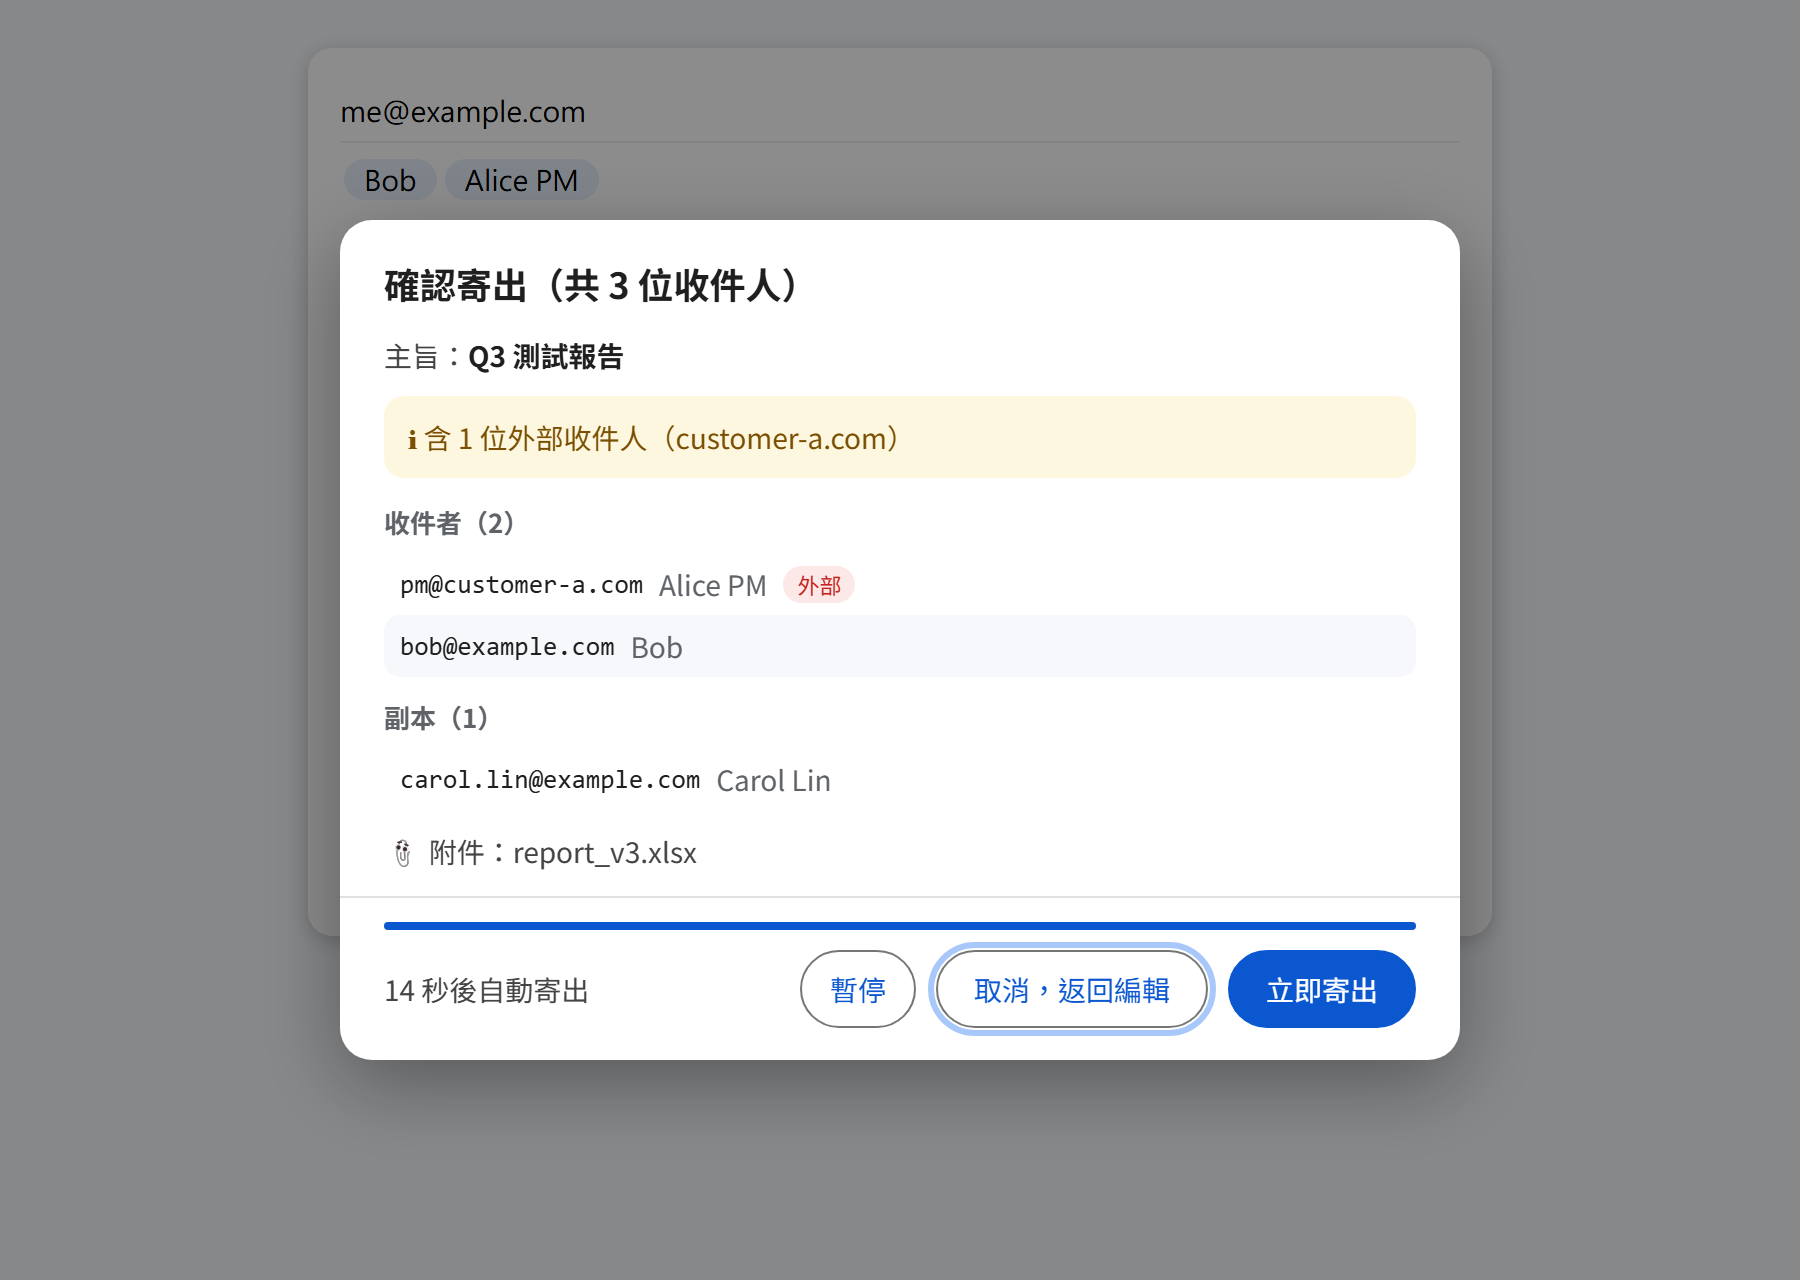 me@example.com
Bob Alice PM
確認寄出（共 3 位收件人）
主旨：Q3 測試報告
ℹ 含 1 位外部收件人（customer-a.com）
收件者（2）
pm@customer-a.com Alice PM 外部
bob@example.com Bob
副本（1）
carol.lin@example.com Carol Lin
附件：report_v3.xlsx
14 秒後自動寄出 暫停 取消，返回編輯 立即寄出